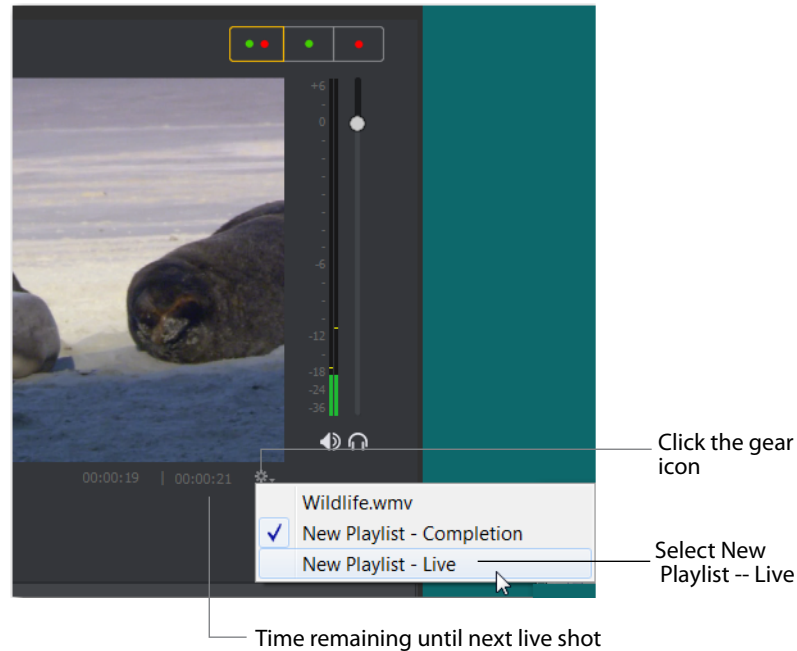 +6
-
0
-
-
-
-
-
-6
-
-
-
-12
-
-18
-24
-36
00:00:19 | 00:00:21
Click the gear
icon
Wildlife.wmv
New Playlist - Completion
New Playlist - Live
Select New
Playlist -- Live
Time remaining until next live shot